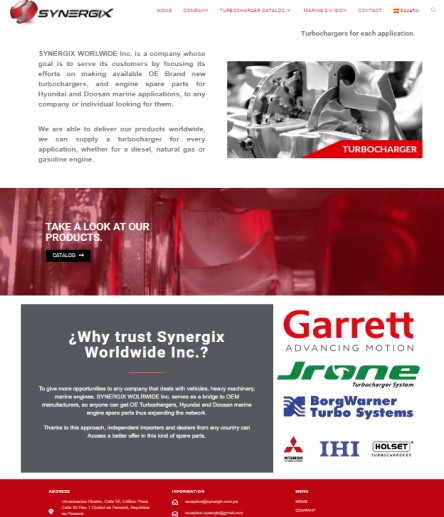 SYNERGIX
HOME COMPANY TURBOCHARGER CATALOG MARINE DIVISION CONTACT Español
Turbochargers for each application.
SYNERGIX WORLWIDE Inc. is a company whose
goal is to serve its customers by focusing its
efforts on making available OE Brand new
turbochargers, and engine spare parts for
Hyundai and Doosan marine applications, to any
company or individual looking for them.
We are able to deliver our products worldwide,
we can supply a turbocharger for every
application, whether for a diesel, natural gas or
gasoline engine.
TURBOCHARGER
TAKE A LOOK AT OUR
PRODUCTS.
CATALOG
¿Why trust Synergix
Worldwide Inc.?
To give more opportunities to any company that deals with vehicles, heavy machinery,
marine engines. SYNERGIX WOLRWIDE Inc. serves as a bridge to OEM
manufacturers, so anyone can get OE Turbochargers, Hyundai and Doosan marine
engine spare parts thus expending the network.
Thanks to this approach, independent importers and dealers from any country can
Access a better offer in this kind of spare parts.
Garrett
ADVANCING MOTION
Jrone
Turbocharger System
BorgWarner
Turbo Systems
MITSUBISHI
IHI
HOLSET
TURBOCHARGERS
ADDRESS
Urbanización Obarrio, Calle 50, Edificio Plaza
Calle 50 Piso 1 Ciudad de Panamá, República
de Panamá
INFORMATION
reception@synergix.com.pa
reception.synergix@gmail.com
MENU
HOME
COMPANY